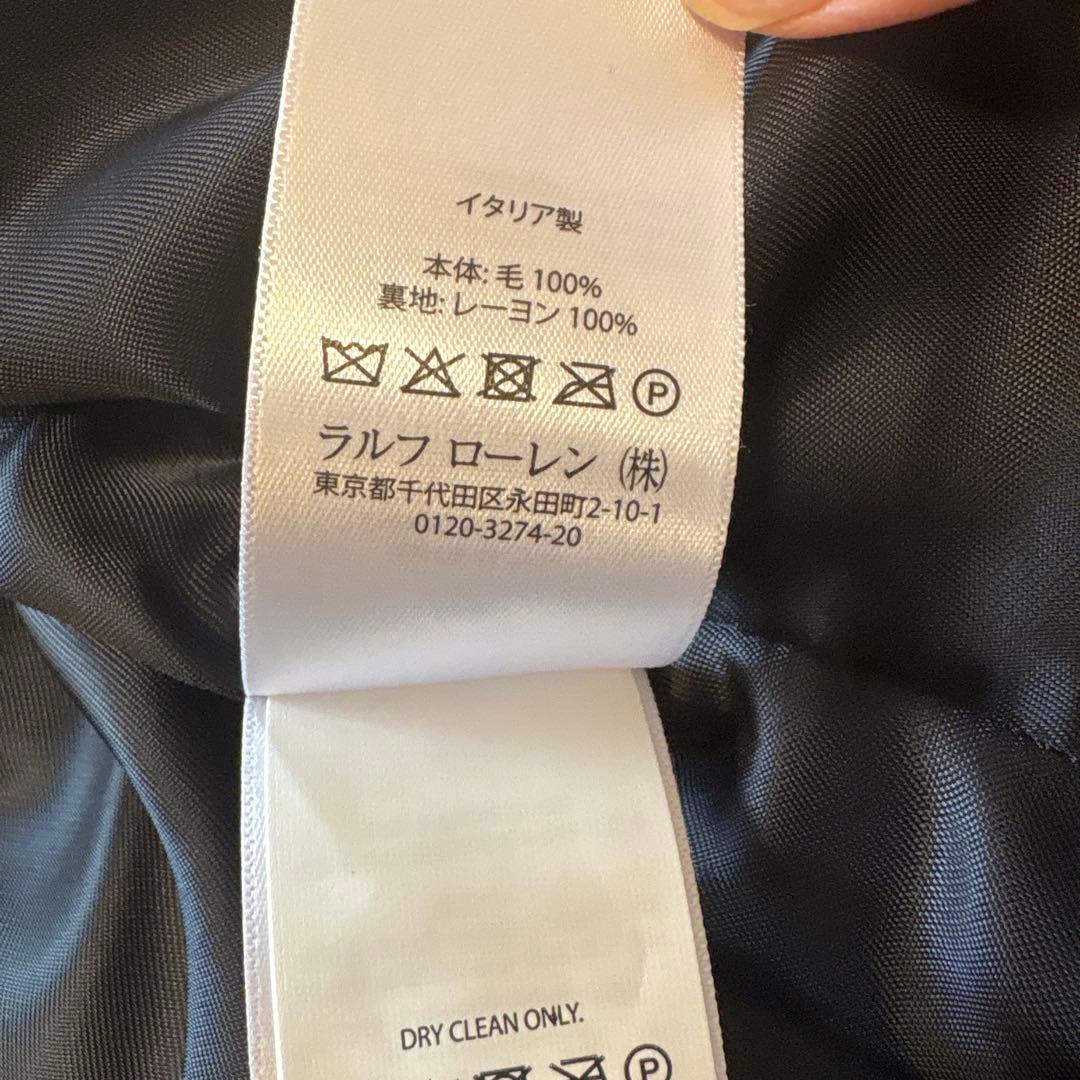 イタリア製
本体: 毛 100%
裏地: レーヨン 100%
P
ラルフ ローレン (株)
東京都千代田区永田町2-10-1
0120-3274-20
DRY CLEAN ONLY.
P